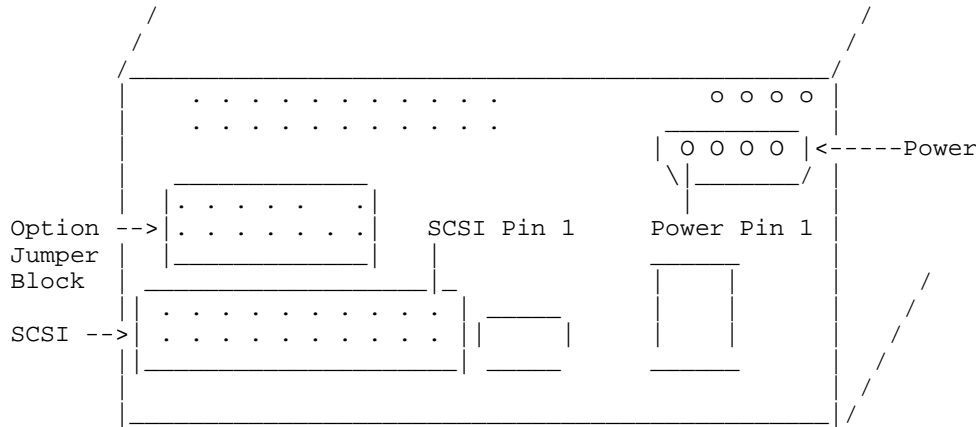 <-----Power
Option --> SCSI Pin 1 Power Pin 1
Jumper
Block
SCSI -->